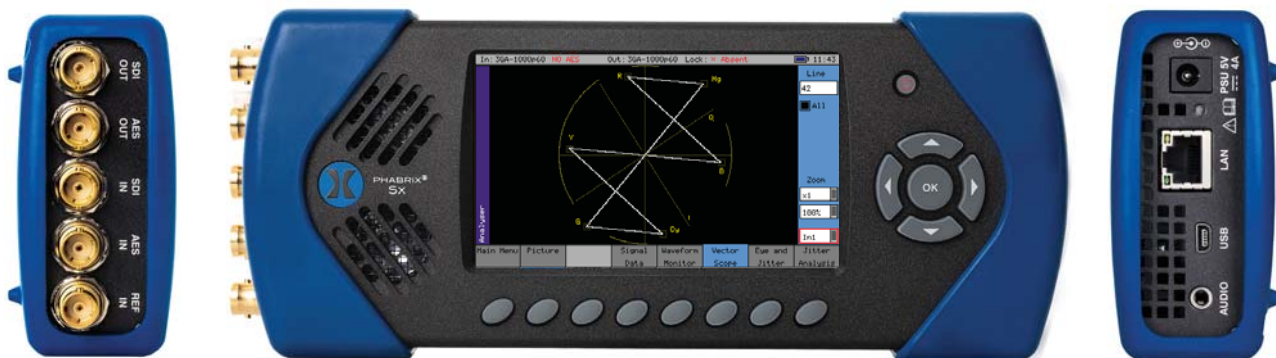 SDI OUT
AES OUT
SDI IN
AES IN
REF IN
PHABRIX®
Sx
In: 3GA-1080p60 NO AES Out: 3GA-1080p60 Lock: × Absent 11:43
Analyser
R
Mg
Q
Y
B
G
Cy
I
Line
42
All
Zoom
x1
100%
In1
Main Menu
Picture
Signal Data
Waveform Monitor
Vector Scope
Eye and Jitter
Jitter Analysis
OK
PSU 5V
4A
LAN
USB
AUDIO